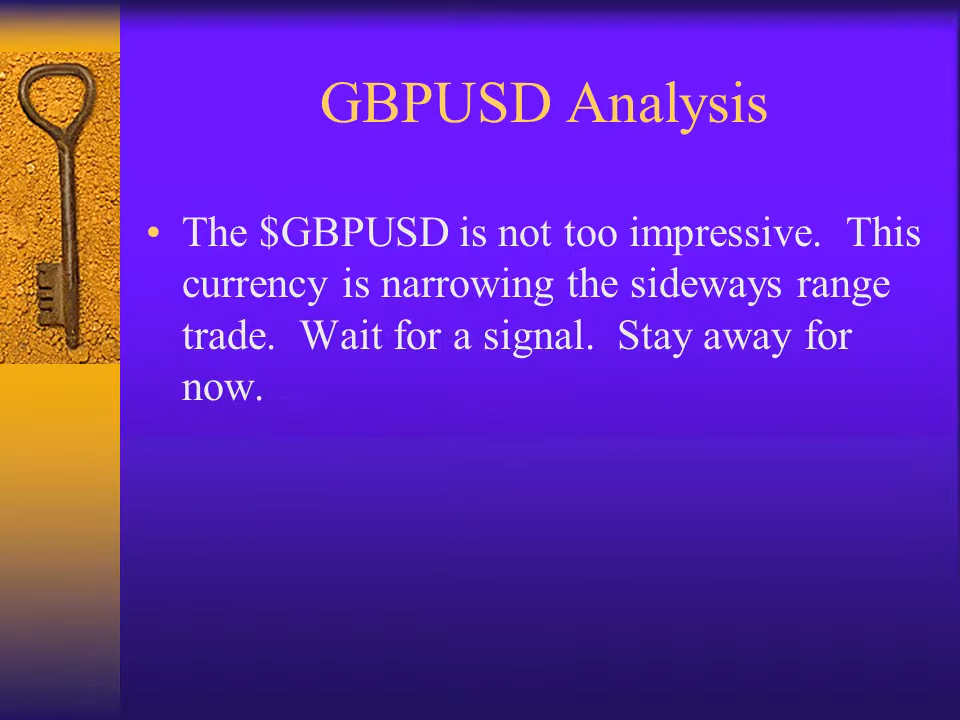 GBPUSD Analysis
• The $GBPUSD is not too impressive.  This
currency is narrowing the sideways range
trade.  Wait for a signal.  Stay away for
now.